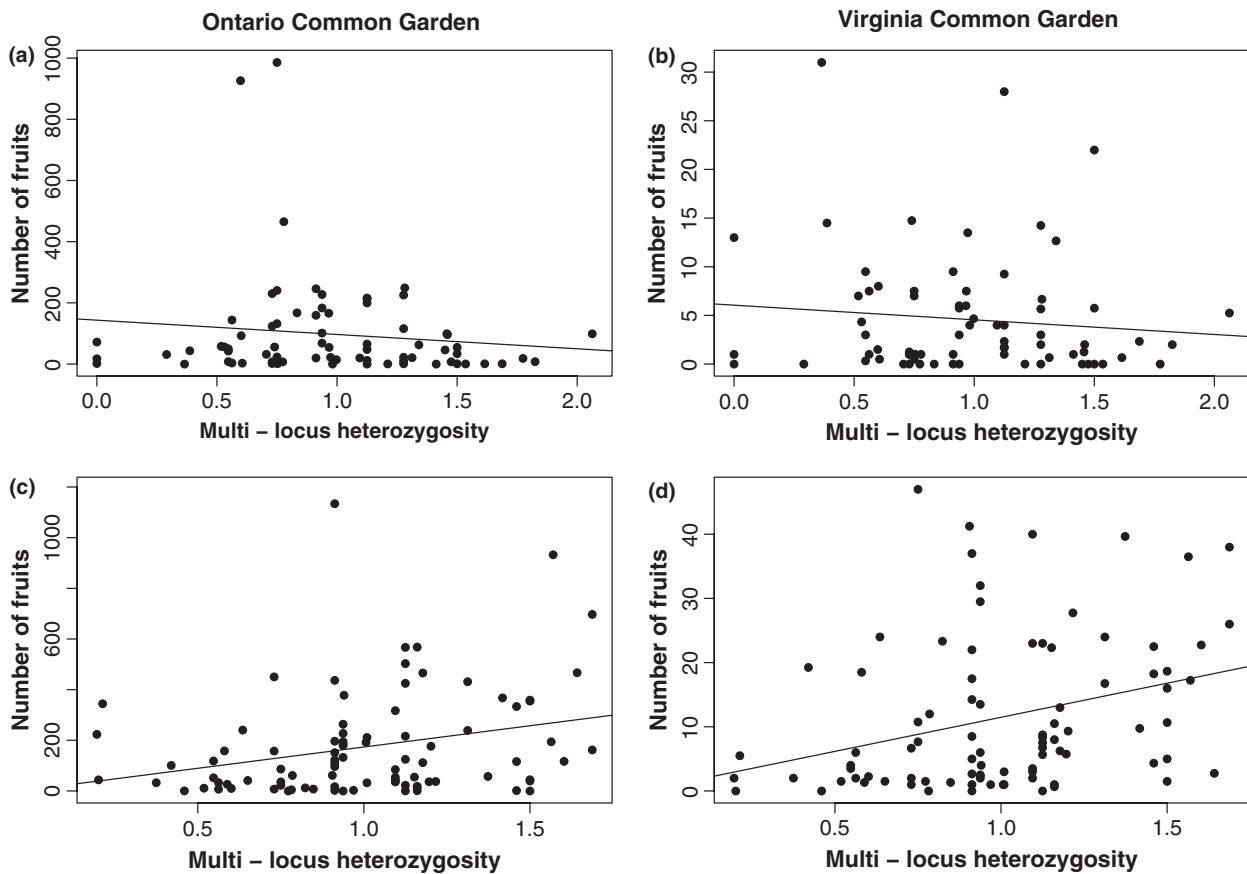 Ontario Common Garden
Virginia Common Garden
(a)
Number of fruits
0 200 400 600 800 1000
0.0 0.5 1.0 1.5 2.0
Multi – locus heterozygosity
(b)
Number of fruits
0 5 10 15 20 25 30
0.0 0.5 1.0 1.5 2.0
Multi – locus heterozygosity
(c)
Number of fruits
0 200 600 1000
0.5 1.0 1.5
Multi – locus heterozygosity
(d)
Number of fruits
0 10 20 30 40
0.5 1.0 1.5
Multi – locus heterozygosity